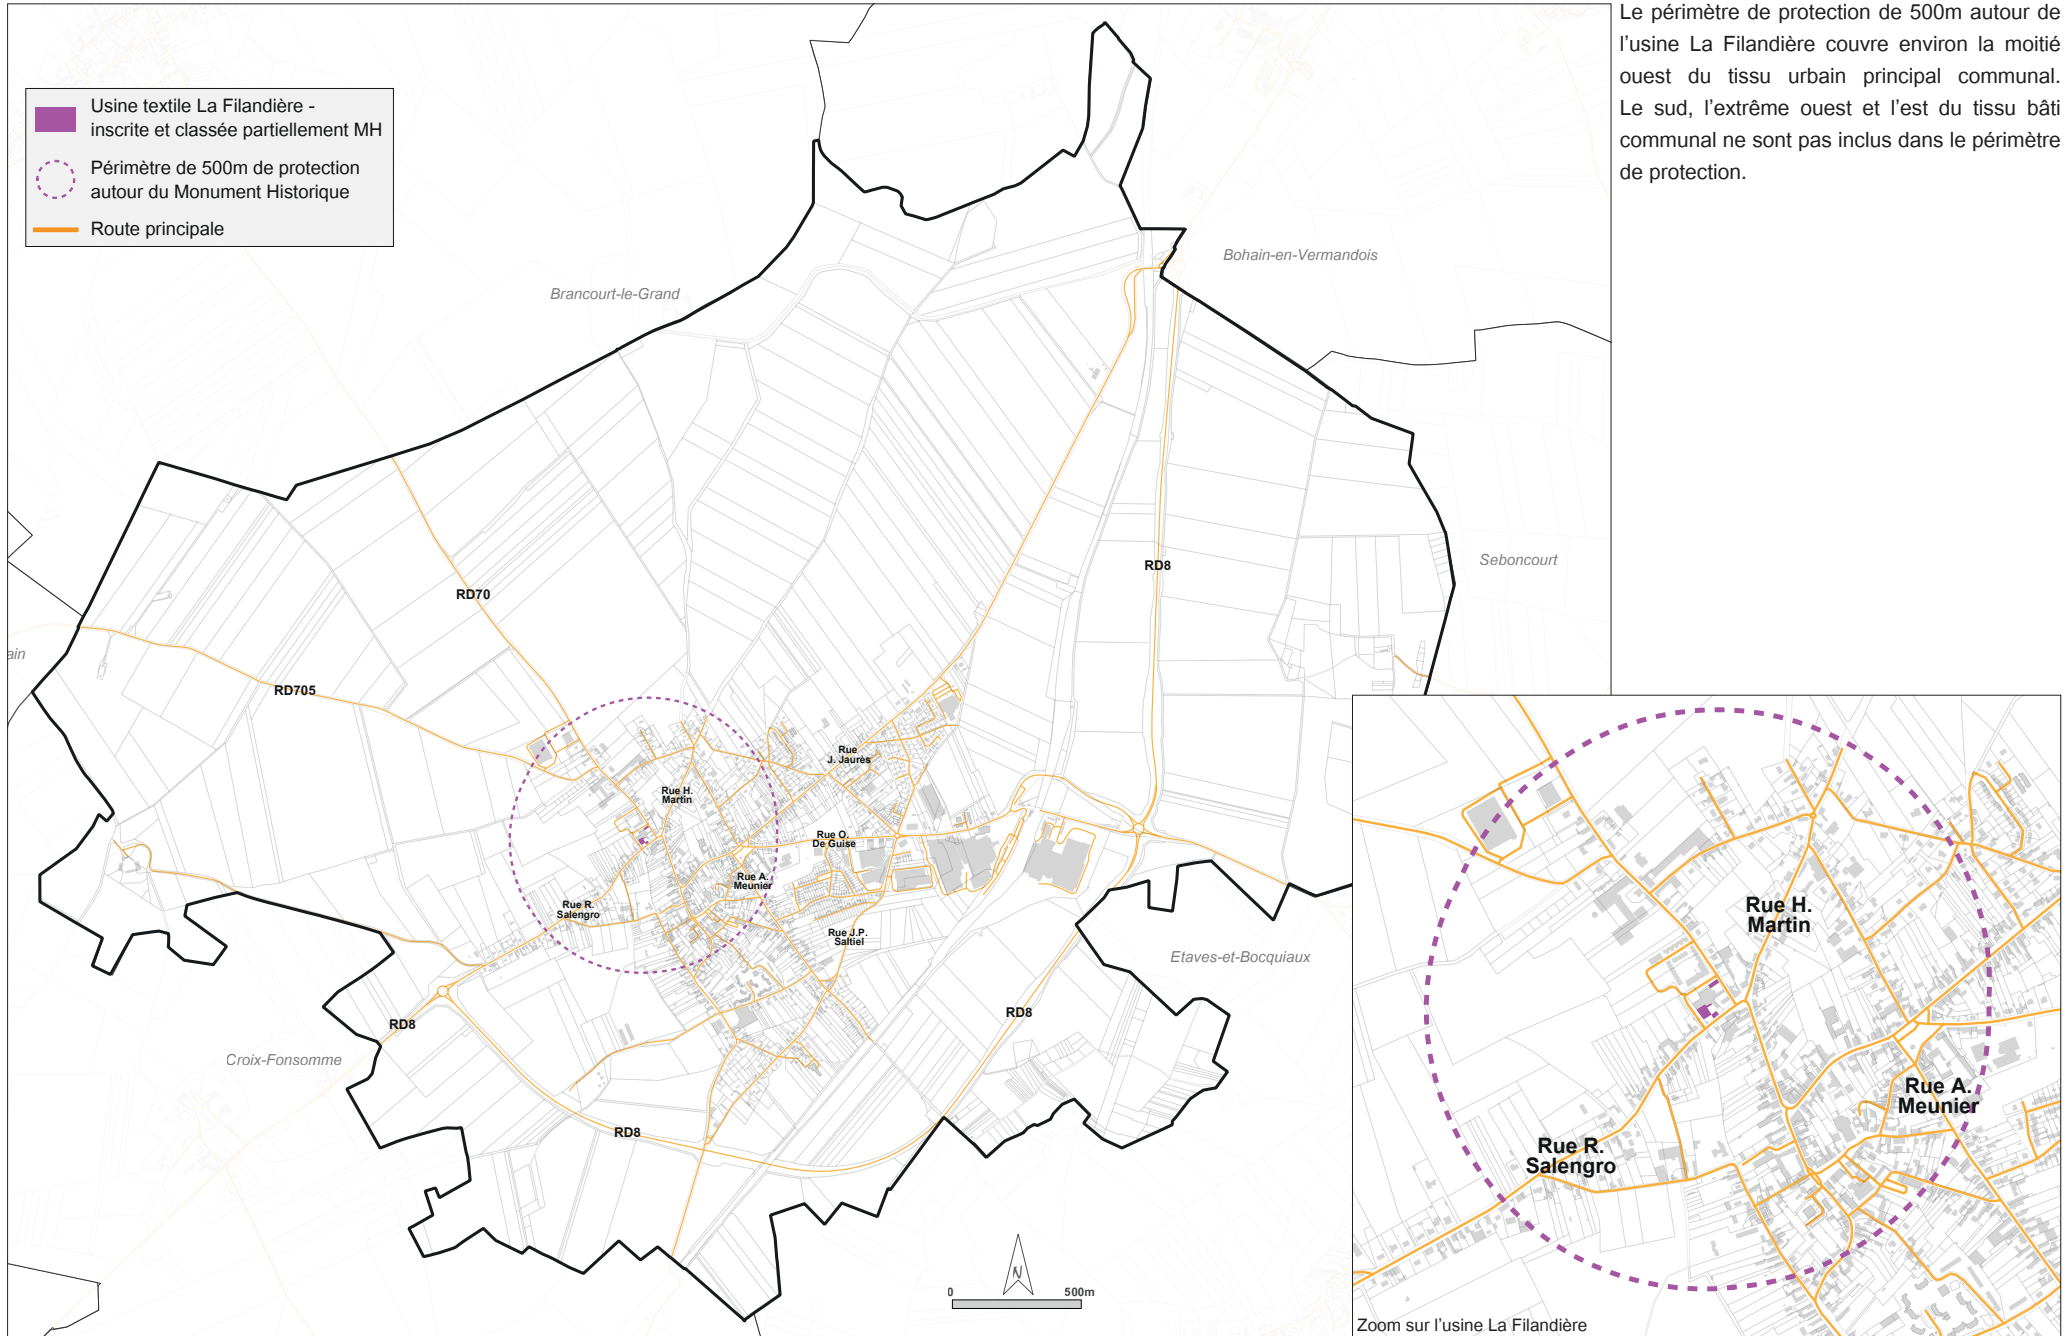 Le périmètre de protection de 500m autour de
l'usine La Filandière couvre environ la moitié
ouest du tissu urbain principal communal.
Le sud, l'extrême ouest et l'est du tissu bâti
communal ne sont pas inclus dans le périmètre
de protection.
Usine textile La Filandière -
inscrite et classée partiellement MH
Périmètre de 500m de protection
autour du Monument Historique
Route principale
Bohain-en-Vermandois
Brancourt-le-Grand
Seboncourt
RD8
RD70
ain
RD705
Rue
J. Jaurès
Rue H.
Martin
Rue O.
De Guise
Rue A.
Meunier
Rue R.
Salengro
Rue J.P.
Saltiel
Etaves-et-Bocquiaux
RD8
RD8
Croix-Fonsomme
RD8
N
0
500m
Rue H.
Martin
Rue A.
Meunier
Rue R.
Salengro
Zoom sur l'usine La Filandière